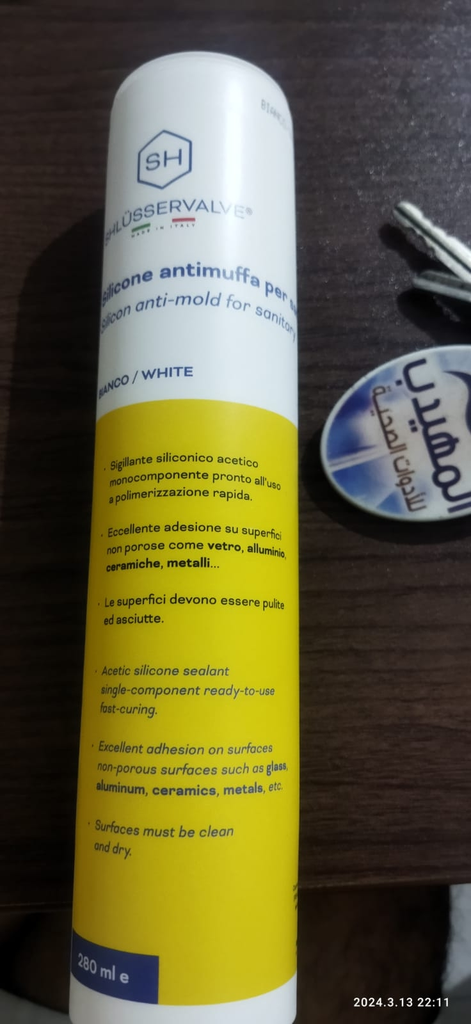 BIANCO
SH
SHLÜSSERVALVE®
MADE IN ITALY
Silicone antimuffa per
Silicon anti-mold for sanitary
BIANCO / WHITE
· Sigillante siliconico acetico
monocomponente pronto all'uso
a polimerizzazione rapida.
· Eccellente adesione su superfici
non porose come vetro, alluminio,
ceramiche, metalli...
· Le superfici devono essere pulite
ed asciutte.
· Acetic silicone sealant
single-component ready-to-use
fast-curing.
· Excellent adhesion on surfaces
non-porous surfaces such as glass,
aluminum, ceramics, metals, etc.
· Surfaces must be clean
and dry.
280 ml e
المهيدب
للأدوات الصحية
2024.3.13 22:11